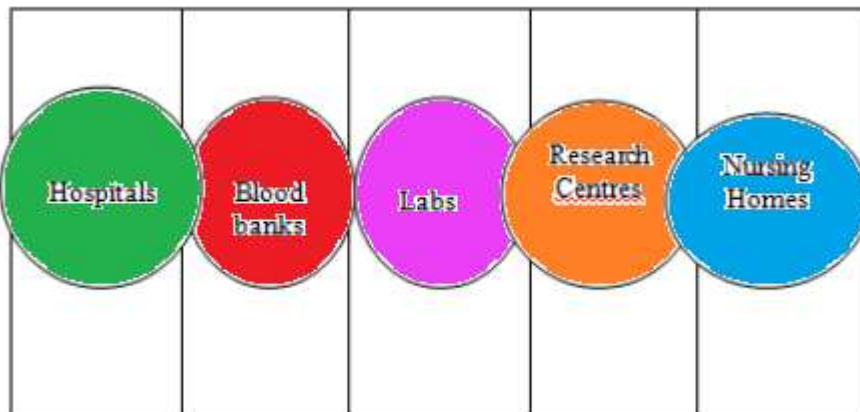 Hospitals
Blood
banks
Labs
Research
Centres
Nursing
Homes